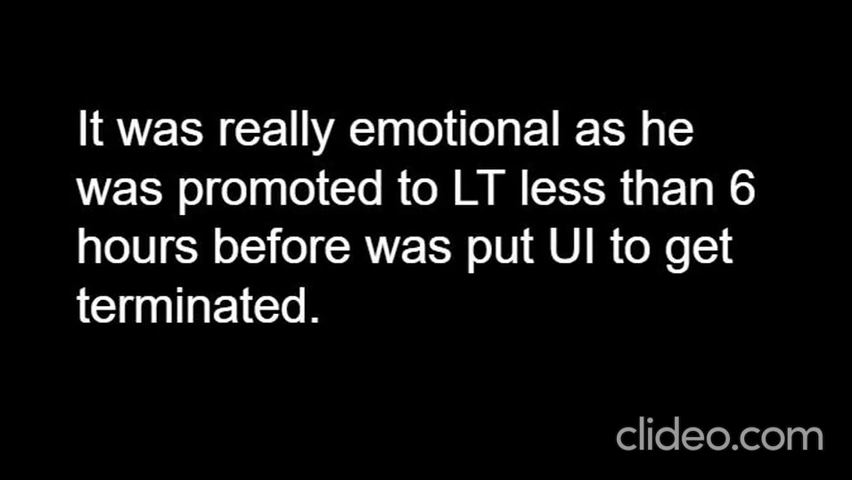 It was really emotional as he
was promoted to LT less than 6
hours before was put UI to get
terminated.
clideo.com